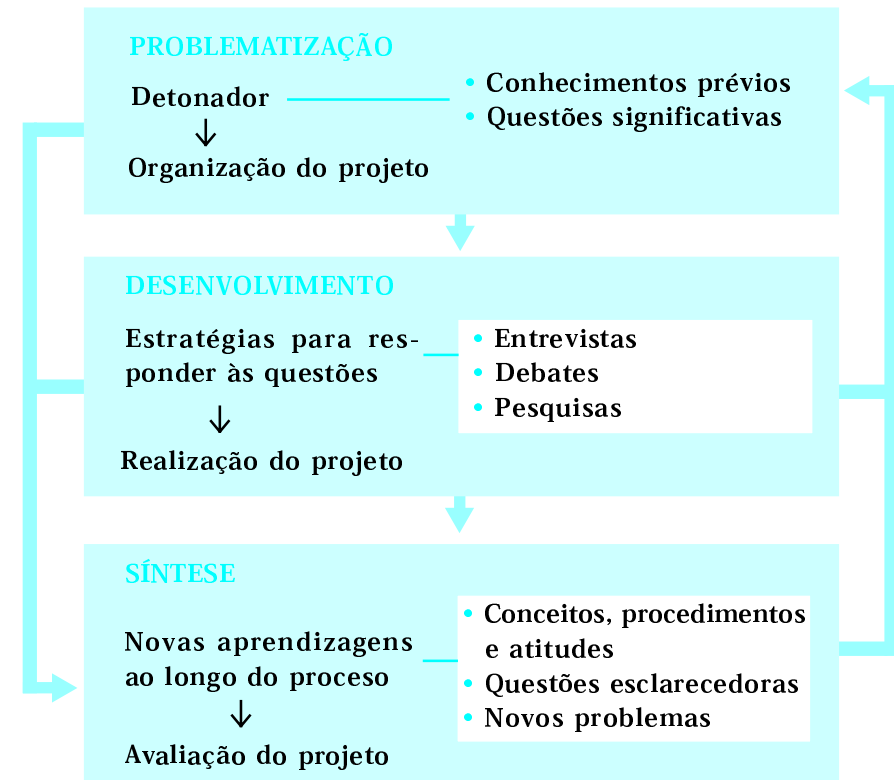 PROBLEMATIZAÇÃO
Detonador
• Conhecimentos prévios
• Questões significativas
Organização do projeto
DESENVOLVIMENTO
Estratégias para res-
ponder às questões
• Entrevistas
• Debates
• Pesquisas
Realização do projeto
SÍNTESE
Novas aprendizagens
ao longo do proceso
• Conceitos, procedimentos
e atitudes
• Questões esclarecedoras
• Novos problemas
Avaliação do projeto